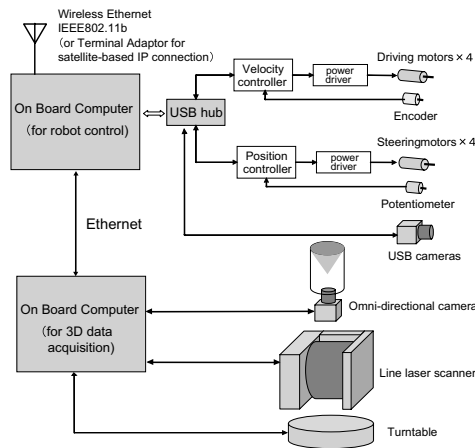 Wireless Ethernet
IEEE802.11b
(or Terminal Adaptor for
satellite-based IP connection)
On Board Computer
(for robot control)
USB hub
Velocity
controller
power
driver
Driving motors×4
Encoder
Position
controller
power
driver
Steeringmotors×4
Potentiometer
USB cameras
Ethernet
On Board Computer
(for 3D data
acquisition)
Omni-directional camera
Line laser scanner
Turntable